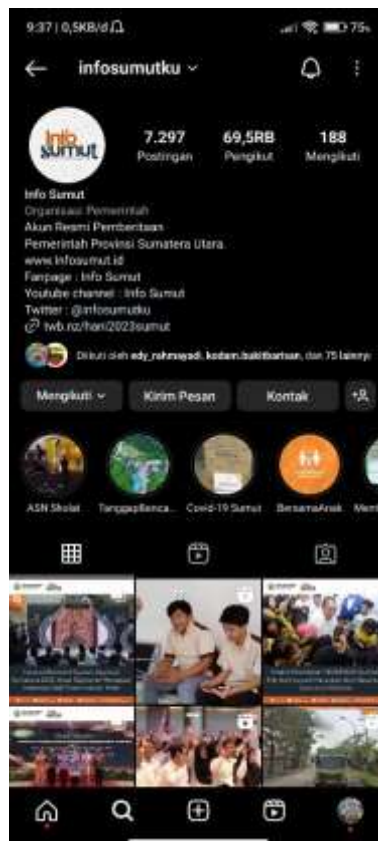 9:37 | 0,5KB/d
75
infosumutku
Info
sumut
7.297
69,5RB
188
Postingan
Pengikut
Mengikuti
Info Sumut
Organisasi Pemerintah
Akun Resmi Pemberitaan
Pemerintah Provinsi Sumatera Utara.
www.infosumut.id
Fanpage : Info Sumut
Youtube channel : Info Sumut
Twitter : @infosumutku
twb.nz/hari2023sumut
Diikuti oleh edy_rahmayadi, kodam.bukitbarisan, dan 75 lainnya
Mengikuti
Kirim Pesan
Kontak
ASN Sholat
TanggapBenca...
Covid-19 Sumut
BersamaAnak